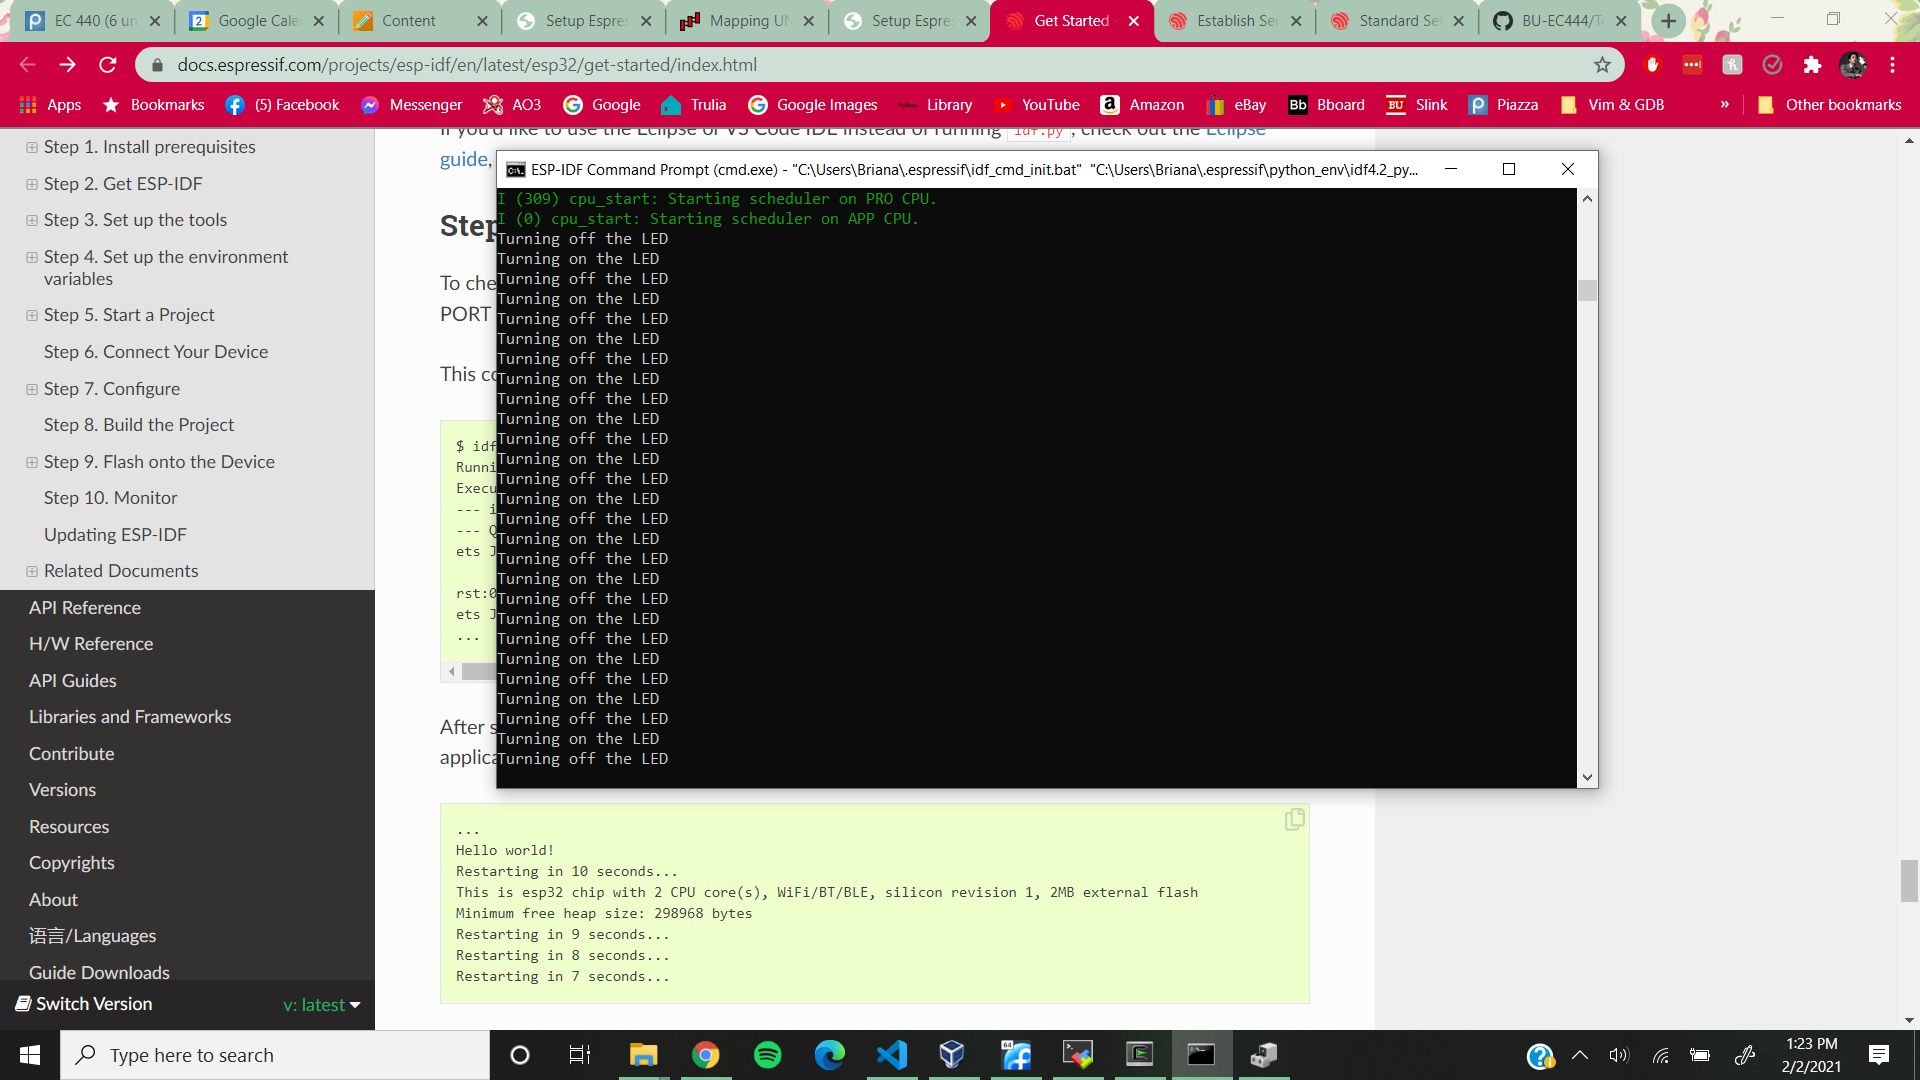 EC 440 (6 un
Google Cale
Content
Setup Espres
Mapping UN
Setup Espres
Get Started
Establish Ser
Standard Se
BU-EC444/To
docs.espressif.com/projects/esp-idf/en/latest/esp32/get-started/index.html
Apps
Bookmarks
(5) Facebook
Messenger
AO3
Google
Trulia
Google Images
Library
YouTube
Amazon
eBay
Bb Bboard
BU Slink
Piazza
Vim & GDB
»
Other bookmarks
Step 1. Install prerequisites
Step 2. Get ESP-IDF
Step 3. Set up the tools
Step 4. Set up the environment
variables
Step 5. Start a Project
Step 6. Connect Your Device
Step 7. Configure
Step 8. Build the Project
Step 9. Flash onto the Device
Step 10. Monitor
Updating ESP-IDF
Related Documents
API Reference
H/W Reference
API Guides
Libraries and Frameworks
Contribute
Versions
Resources
Copyrights
About
语言/Languages
Guide Downloads
Switch Version
v: latest
If you'd like to use the Eclipse or VS Code IDE instead of running idf.py , check out the Eclipse
guide,
Step
To che
PORT
This co
$ idf
Runni
Execu
--- i
--- Q
ets J
rst:0
ets J
...
After s
applica
ESP-IDF Command Prompt (cmd.exe) - "C:\Users\Briana\.espressif\idf_cmd_init.bat" "C:\Users\Briana\.espressif\python_env\idf4.2_py...
I (309) cpu_start: Starting scheduler on PRO CPU.
I (0) cpu_start: Starting scheduler on APP CPU.
Turning off the LED
Turning on the LED
Turning off the LED
Turning on the LED
Turning off the LED
Turning on the LED
Turning off the LED
Turning on the LED
Turning off the LED
Turning on the LED
Turning off the LED
Turning on the LED
Turning off the LED
Turning on the LED
Turning off the LED
Turning on the LED
Turning off the LED
Turning on the LED
Turning off the LED
Turning on the LED
Turning off the LED
Turning on the LED
Turning off the LED
Turning on the LED
Turning off the LED
Turning on the LED
Turning off the LED
...
Hello world!
Restarting in 10 seconds...
This is esp32 chip with 2 CPU core(s), WiFi/BT/BLE, silicon revision 1, 2MB external flash
Minimum free heap size: 298968 bytes
Restarting in 9 seconds...
Restarting in 8 seconds...
Restarting in 7 seconds...
Type here to search
1:23 PM
2/2/2021